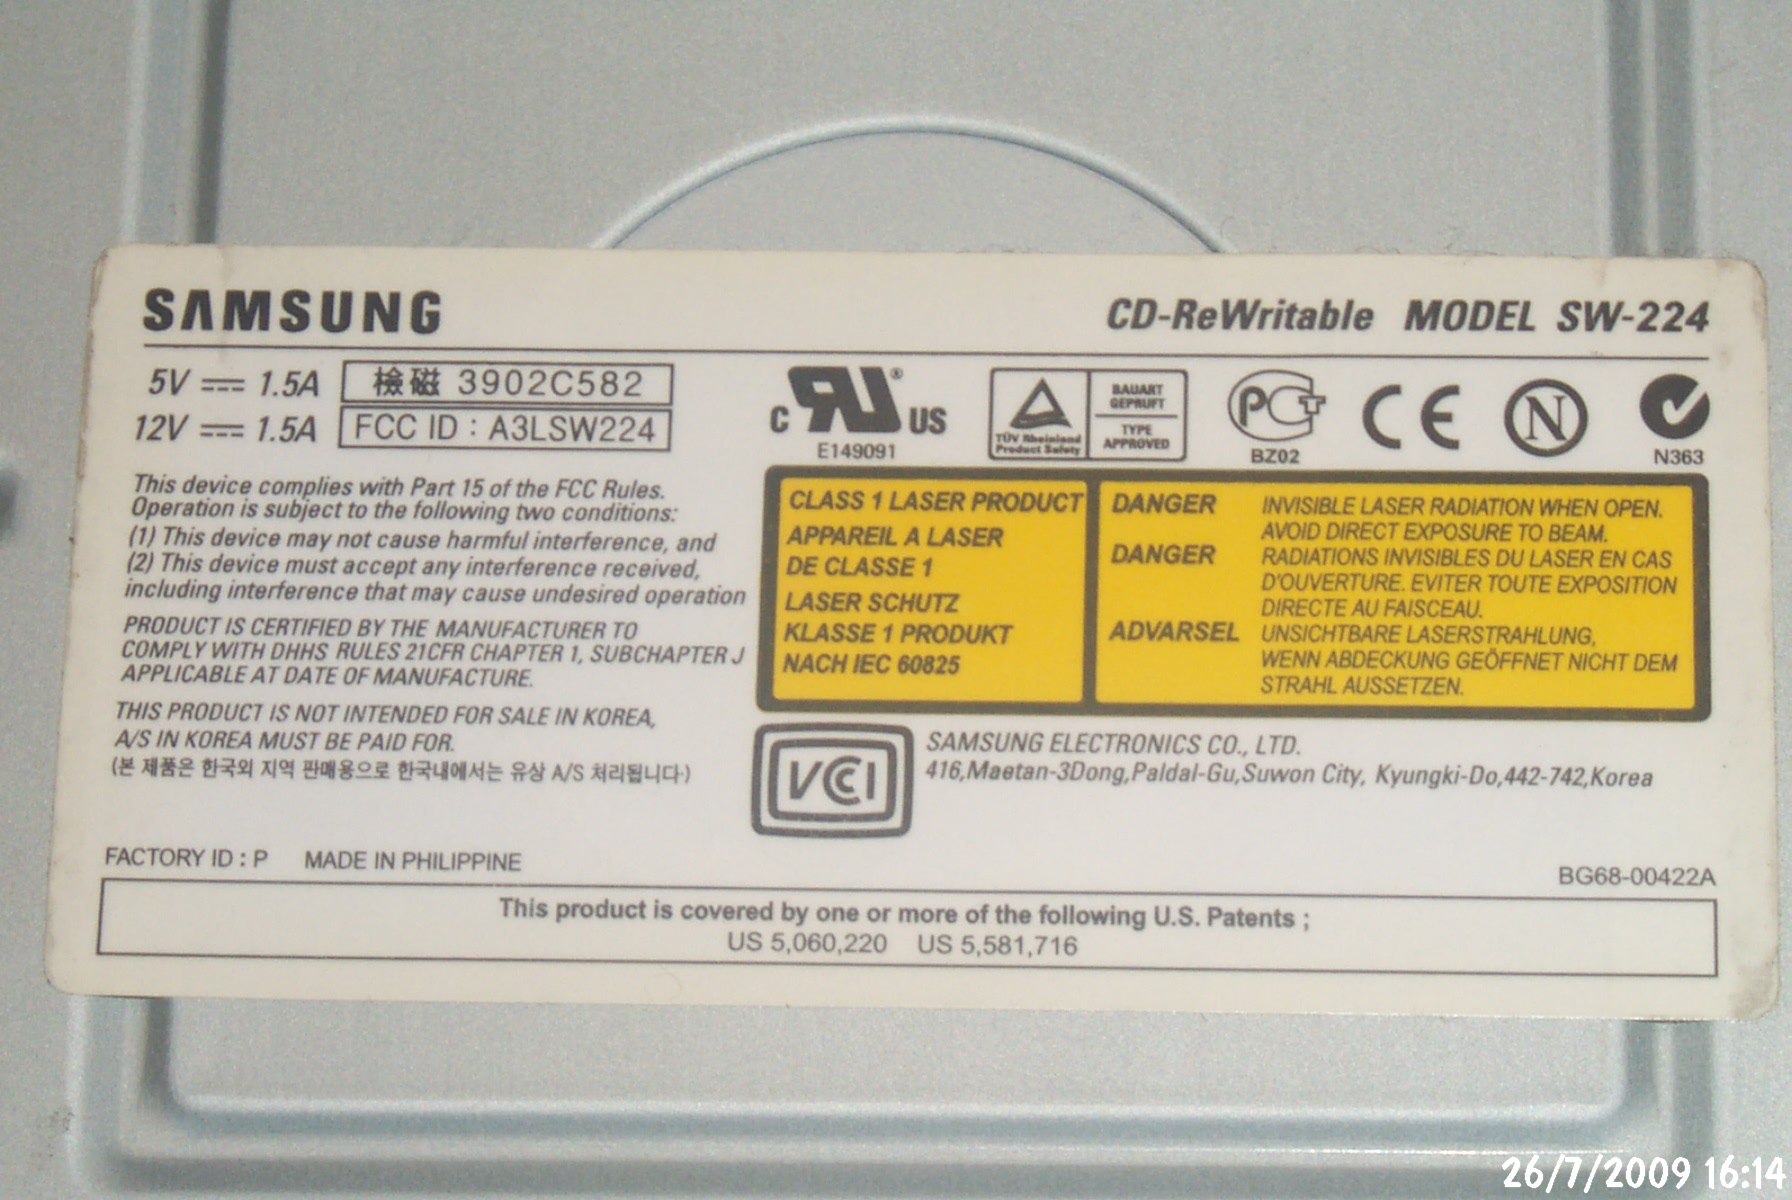 SAMSUNG
CD-ReWritable MODEL SW-224
5V ⎓ 1.5A 檢磁 3902C582
12V ⎓ 1.5A FCC ID : A3LSW224
C RU ® US
E149091
TÜV Rheinland
Product Safety
BAUART
GEPRUFT
TYPE
APPROVED
PCT
BZ02
CE
N
N363
This device complies with Part 15 of the FCC Rules.
Operation is subject to the following two conditions:
(1) This device may not cause harmful interference, and
(2) This device must accept any interference received,
including interference that may cause undesired operation
PRODUCT IS CERTIFIED BY THE MANUFACTURER TO
COMPLY WITH DHHS RULES 21CFR CHAPTER 1, SUBCHAPTER J
APPLICABLE AT DATE OF MANUFACTURE.
THIS PRODUCT IS NOT INTENDED FOR SALE IN KOREA,
A/S IN KOREA MUST BE PAID FOR.
(본 제품은 한국외 지역 판매용으로 한국내에서는 유상 A/S 처리됩니다)
CLASS 1 LASER PRODUCT
APPAREIL A LASER
DE CLASSE 1
LASER SCHUTZ
KLASSE 1 PRODUKT
NACH IEC 60825
DANGER INVISIBLE LASER RADIATION WHEN OPEN.
AVOID DIRECT EXPOSURE TO BEAM.
DANGER RADIATIONS INVISIBLES DU LASER EN CAS
D'OUVERTURE. EVITER TOUTE EXPOSITION
DIRECTE AU FAISCEAU.
ADVARSEL UNSICHTBARE LASERSTRAHLUNG,
WENN ABDECKUNG GEÖFFNET NICHT DEM
STRAHL AUSSETZEN.
VCCI
SAMSUNG ELECTRONICS CO., LTD.
416,Maetan-3Dong,Paldal-Gu,Suwon City, Kyungki-Do,442-742,Korea
FACTORY ID : P MADE IN PHILIPPINE
BG68-00422A
This product is covered by one or more of the following U.S. Patents ;
US 5,060,220 US 5,581,716
26/7/2009 16:14